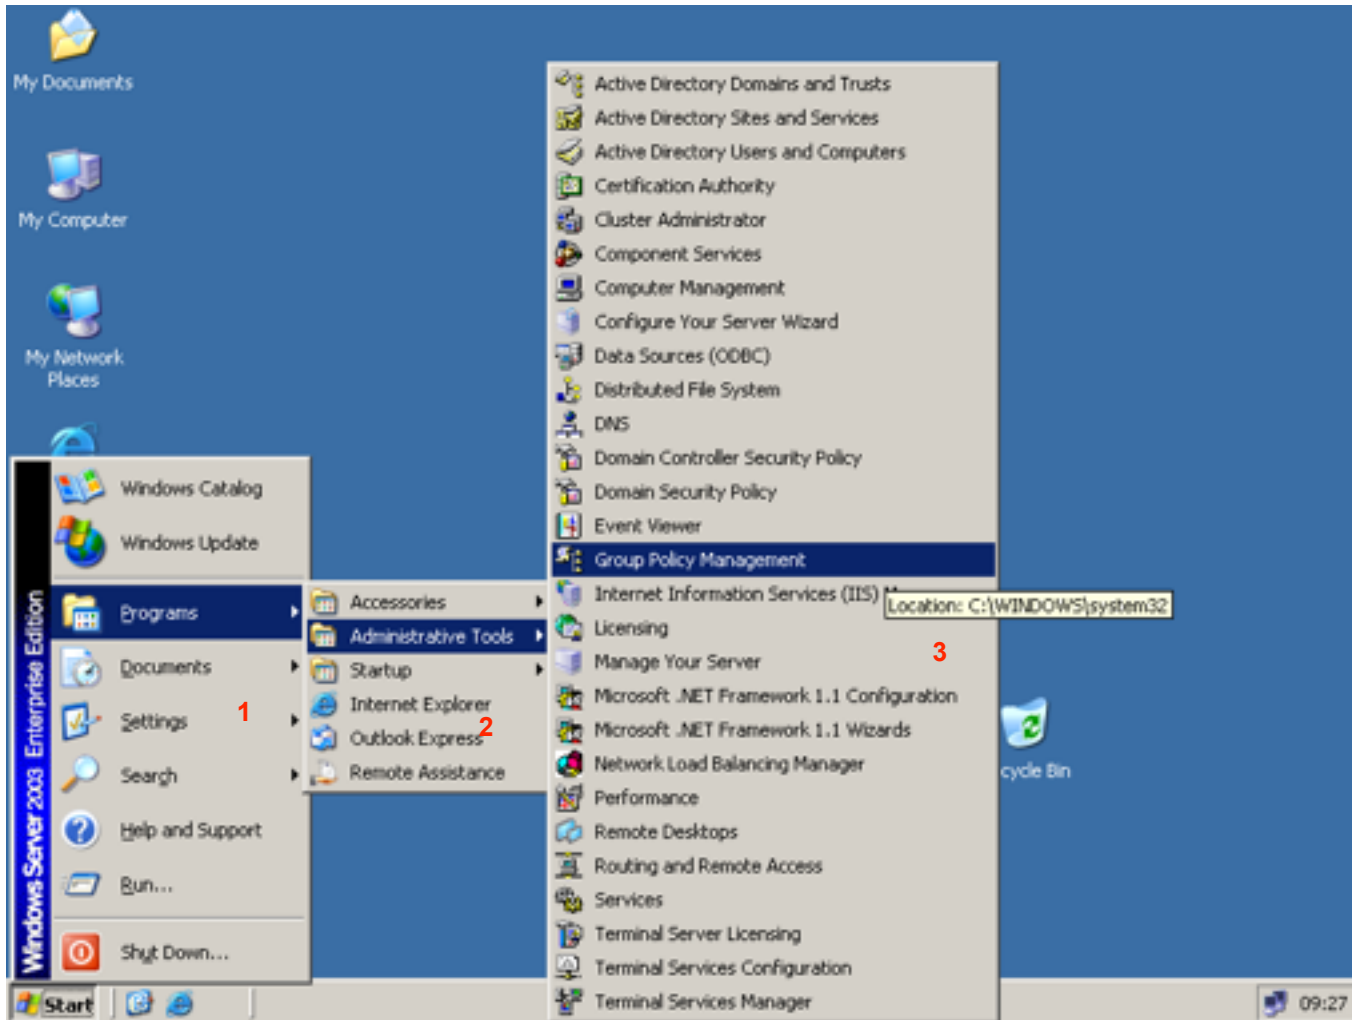 My Documents
My Computer
My Network
Places
Windows Catalog
Windows Update
Programs
Documents
Settings
Search
Help and Support
Run...
Shut Down...
Windows Server 2003 Enterprise Edition
1
Accessories
Administrative Tools
Startup
Internet Explorer
Outlook Express
Remote Assistance
2
Active Directory Domains and Trusts
Active Directory Sites and Services
Active Directory Users and Computers
Certification Authority
Cluster Administrator
Component Services
Computer Management
Configure Your Server Wizard
Data Sources (ODBC)
Distributed File System
DNS
Domain Controller Security Policy
Domain Security Policy
Event Viewer
Group Policy Management
Internet Information Services (IIS)
Location: C:\WINDOWS\system32
Licensing
Manage Your Server
Microsoft .NET Framework 1.1 Configuration
Microsoft .NET Framework 1.1 Wizards
Network Load Balancing Manager
Performance
Remote Desktops
Routing and Remote Access
Services
Terminal Server Licensing
Terminal Services Configuration
Terminal Services Manager
3
cycle Bin
Start
09:27